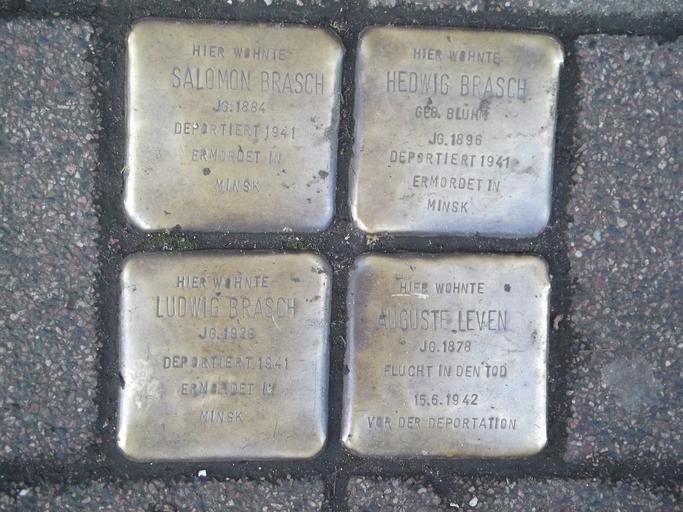 HIER WOHNTE
SALOMON BRASCH
JG. 1884
DEPORTIERT 1941
ERMORDET IN
MINSK
HIER WOHNTE
HEDWIG BRASCH
GEB. BLUHM
JG. 1896
DEPORTIERT 1941
ERMORDET IN
MINSK
HIER WOHNTE
LUDWIG BRASCH
JG. 1929
DEPORTIERT 1941
ERMORDET IN
MINSK
HIER WOHNTE
AUGUSTE LEVEN
JG. 1878
FLUCHT IN DEN TOD
15.6.1942
VOR DER DEPORTATION